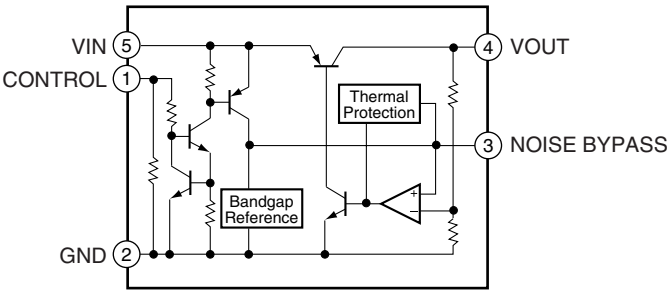 VIN 5
4 VOUT
CONTROL 1
Thermal
Protection
3 NOISE BYPASS
Bandgap
Reference
+
−
GND 2